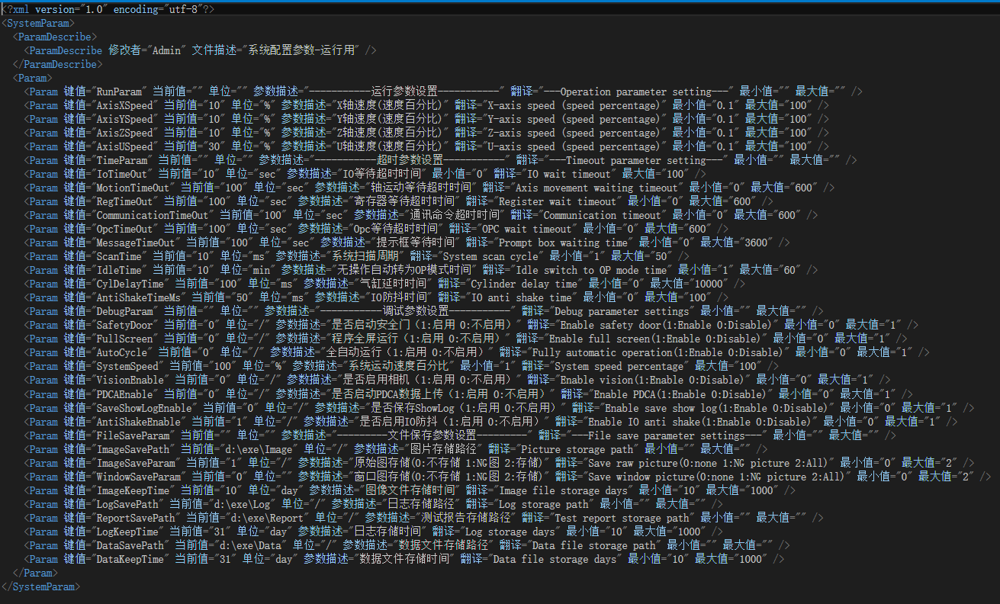 <?xml version="1.0" encoding="utf-8"?>
<SystemParam>
<ParamDescribe>
<ParamDescribe 修改者="Admin" 文件描述="系统配置参数-运行用" />
</ParamDescribe>
<Param>
<Param 键值="RunParam" 当前值="" 单位="" 参数描述="-----------运行参数设置-----------" 翻译="---Operation parameter setting---" 最小值="" 最大值="" />
<Param 键值="AxisXSpeed" 当前值="10" 单位="%" 参数描述="X轴速度(速度百分比)" 翻译="X-axis speed (speed percentage)" 最小值="0.1" 最大值="100" />
<Param 键值="AxisYSpeed" 当前值="10" 单位="%" 参数描述="Y轴速度(速度百分比)" 翻译="Y-axis speed (speed percentage)" 最小值="0.1" 最大值="100" />
<Param 键值="AxisZSpeed" 当前值="10" 单位="%" 参数描述="Z轴速度(速度百分比)" 翻译="Z-axis speed (speed percentage)" 最小值="0.1" 最大值="100" />
<Param 键值="AxisUSpeed" 当前值="30" 单位="%" 参数描述="U轴速度(速度百分比)" 翻译="U-axis speed (speed percentage)" 最小值="0.1" 最大值="100" />
<Param 键值="TimeParam" 当前值="" 单位="" 参数描述="-----------超时参数设置-----------" 翻译="---Timeout parameter setting---" 最小值="" 最大值="" />
<Param 键值="IoTimeOut" 当前值="10" 单位="sec" 参数描述="IO等待超时时间" 最小值="0" 翻译="IO wait timeout" 最大值="100" />
<Param 键值="MotionTimeOut" 当前值="100" 单位="sec" 参数描述="轴运动等待超时时间" 翻译="Axis movement waiting timeout" 最小值="0" 最大值="600" />
<Param 键值="RegTimeOut" 当前值="100" 单位="sec" 参数描述="寄存器等待超时时间" 翻译="Register wait timeout" 最小值="0" 最大值="600" />
<Param 键值="CommunicationTimeOut" 当前值="100" 单位="sec" 参数描述="通讯命令超时时间" 翻译="Communication timeout" 最小值="0" 最大值="600" />
<Param 键值="OpcTimeOut" 当前值="100" 单位="sec" 参数描述="Opc等待超时时间" 翻译="OPC wait timeout" 最小值="0" 最大值="600" />
<Param 键值="MessageTimeOut" 当前值="100" 单位="sec" 参数描述="提示框等待时间" 翻译="Prompt box waiting time" 最小值="0" 最大值="3600" />
<Param 键值="ScanTime" 当前值="10" 单位="ms" 参数描述="系统扫描周期" 翻译="System scan cycle" 最小值="1" 最大值="50" />
<Param 键值="IdleTime" 当前值="10" 单位="min" 参数描述="无操作自动转为OP模式时间" 翻译="Idle switch to OP mode time" 最小值="1" 最大值="60" />
<Param 键值="CylDelayTime" 当前值="100" 单位="ms" 参数描述="气缸延时时间" 翻译="Cylinder delay time" 最小值="0" 最大值="10000" />
<Param 键值="AntiShakeTimeMs" 当前值="50" 单位="ms" 参数描述="IO防抖时间" 翻译="IO anti shake time" 最小值="0" 最大值="100" />
<Param 键值="DebugParam" 当前值="" 单位="" 参数描述="-----------调试参数设置-----------" 翻译="Debug parameter settings" 最小值="" 最大值="" />
<Param 键值="SafetyDoor" 当前值="0" 单位="/" 参数描述="是否启动安全门（1:启用 0:不启用）" 翻译="Enable safety door(1:Enable 0:Disable)" 最小值="0" 最大值="1" />
<Param 键值="FullScreen" 当前值="0" 单位="/" 参数描述="程序全屏运行（1:启用 0:不启用）" 翻译="Enable full screen(1:Enable 0:Disable)" 最小值="0" 最大值="1" />
<Param 键值="AutoCycle" 当前值="0" 单位="/" 参数描述="全自动运行（1:启用 0:不启用）" 翻译="Fully automatic operation(1:Enable 0:Disable)" 最小值="0" 最大值="1" />
<Param 键值="SystemSpeed" 当前值="100" 单位="%" 参数描述="系统运动速度百分比" 最小值="1" 翻译="System speed percentage" 最大值="100" />
<Param 键值="VisionEnable" 当前值="0" 单位="/" 参数描述="是否启用相机（1:启用 0:不启用）" 翻译="Enable vision(1:Enable 0:Disable)" 最小值="0" 最大值="1" />
<Param 键值="PDCAEnable" 当前值="0" 单位="/" 参数描述="是否启动PDCA数据上传（1:启用 0:不启用）" 翻译="Enable PDCA(1:Enable 0:Disable)" 最小值="0" 最大值="1" />
<Param 键值="SaveShowLogEnable" 当前值="0" 单位="/" 参数描述="是否保存ShowLog（1:启用 0:不启用）" 翻译="Enable save show log(1:Enable 0:Disable)" 最小值="0" 最大值="1" />
<Param 键值="AntiShakeEnable" 当前值="1" 单位="/" 参数描述="是否启用IO防抖（1:启用 0:不启用）" 翻译="Enable IO anti shake(1:Enable 0:Disable)" 最小值="0" 最大值="1" />
<Param 键值="FileSaveParam" 当前值="" 单位="" 参数描述="---------文件保存参数设置---------" 翻译="---File save parameter settings---" 最小值="" 最大值="" />
<Param 键值="ImageSavePath" 当前值="d:\exe\Image" 单位="/" 参数描述="图片存储路径" 翻译="Picture storage path" 最小值="" 最大值="" />
<Param 键值="ImageSaveParam" 当前值="1" 单位="/" 参数描述="原始图存储(0:不存储 1:NG图 2:存储)" 翻译="Save raw picture(0:none 1:NG picture 2:All)" 最小值="0" 最大值="2" />
<Param 键值="WindowSaveParam" 当前值="0" 单位="" 参数描述="窗口图存储(0:不存储 1:NG图 2:存储)" 翻译="Save window picture(0:none 1:NG picture 2:All)" 最小值="0" 最大值="2" />
<Param 键值="ImageKeepTime" 当前值="10" 单位="day" 参数描述="图像文件存储时间" 翻译="Image file storage days" 最小值="10" 最大值="1000" />
<Param 键值="LogSavePath" 当前值="d:\exe\Log" 单位="/" 参数描述="日志存储路径" 翻译="Log storage path" 最小值="" 最大值="" />
<Param 键值="ReportSavePath" 当前值="d:\exe\Report" 单位="/" 参数描述="测试报告存储路径" 翻译="Test report storage path" 最小值="" 最大值="" />
<Param 键值="LogKeepTime" 当前值="31" 单位="day" 参数描述="日志存储时间" 翻译="Log storage days" 最小值="10" 最大值="1000" />
<Param 键值="DataSavePath" 当前值="d:\exe\Data" 单位="/" 参数描述="数据文件存储路径" 翻译="Data file storage path" 最小值="" 最大值="" />
<Param 键值="DataKeepTime" 当前值="31" 单位="day" 参数描述="数据文件存储时间" 翻译="Data file storage days" 最小值="10" 最大值="1000" />
</Param>
</SystemParam>